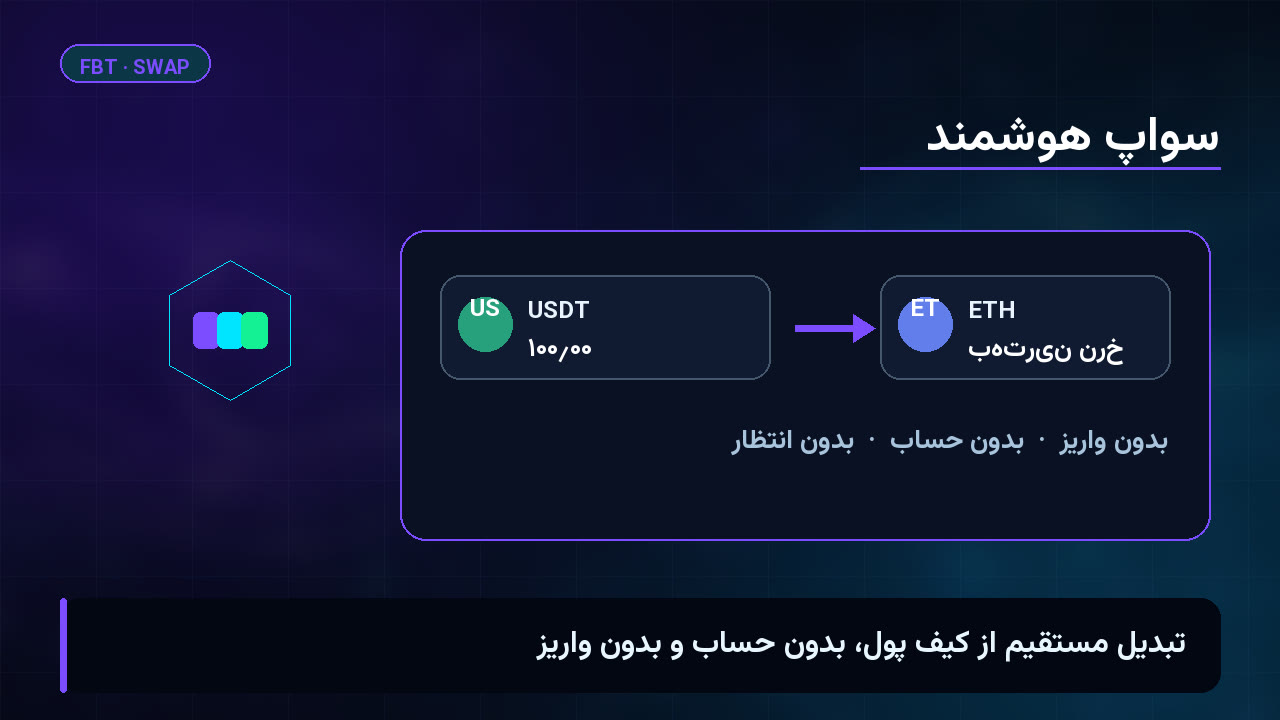 FBT · SWAP
سواپ هوشمند
US
USDT
۱۰۰٫۰۰
ET
ETH
خرن نیرتهب
بدون واریز · بدون حساب · بدون انتظار
تبدیل مستقیم از کیف پول، بدون حساب و بدون واریز